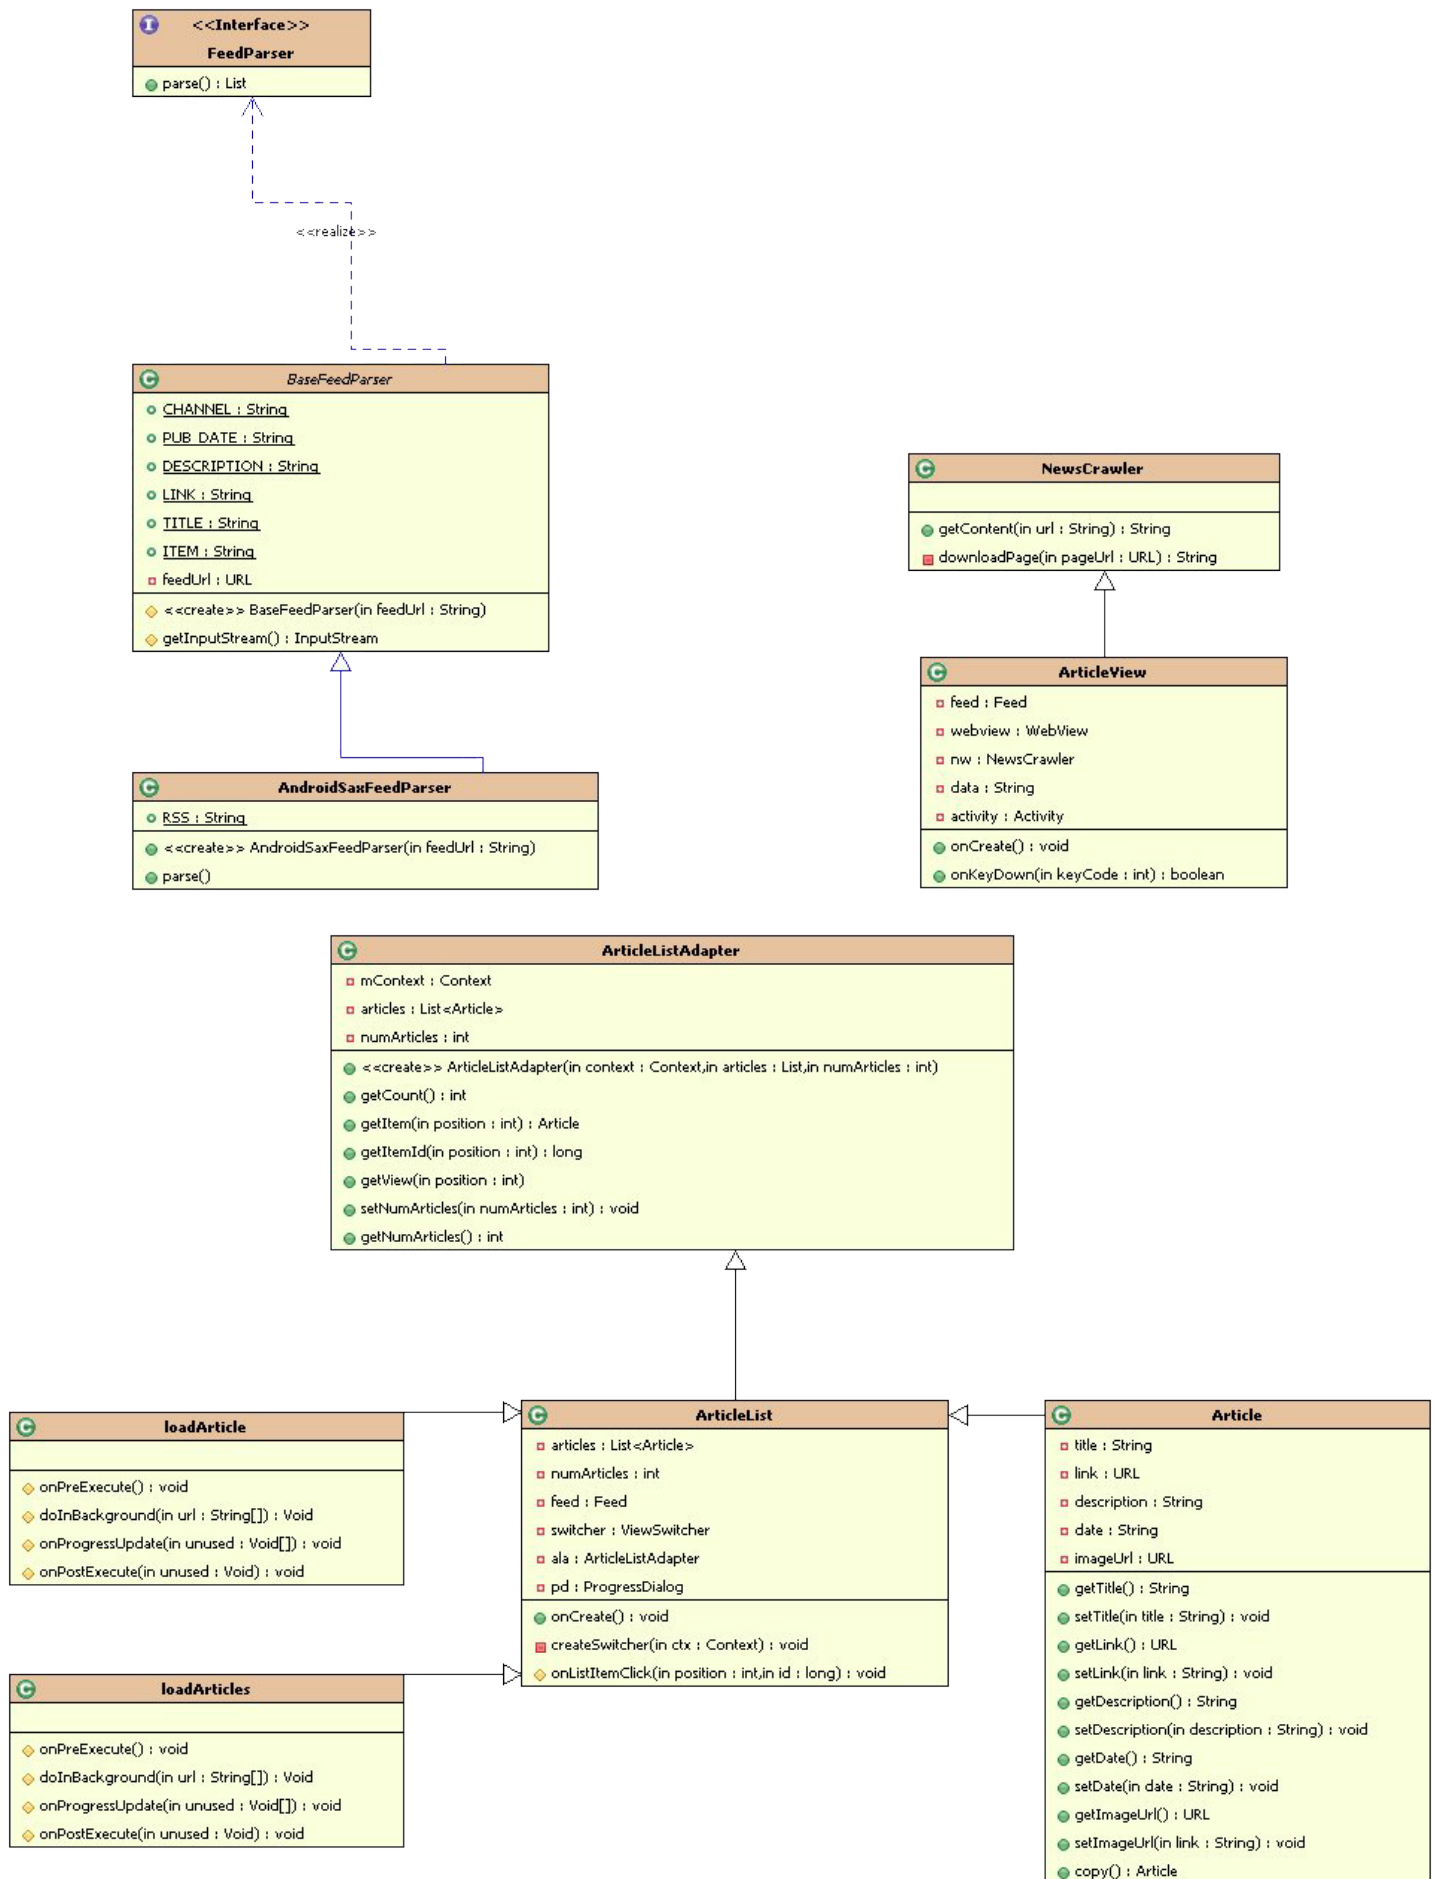 <<Interface>>
FeedParser
parse() : List
<<realize>>
BaseFeedParser
CHANNEL : String
PUB_DATE : String
DESCRIPTION : String
LINK : String
TITLE : String
ITEM : String
feedUrl : URL
<<create>> BaseFeedParser(in feedUrl : String)
getInputStream() : InputStream
NewsCrawler
getContent(in url : String) : String
downloadPage(in pageUrl : URL) : String
ArticleView
feed : Feed
webview : WebView
nw : NewsCrawler
data : String
activity : Activity
onCreate() : void
onKeyDown(in keyCode : int) : boolean
AndroidSaxFeedParser
RSS : String
<<create>> AndroidSaxFeedParser(in feedUrl : String)
parse()
ArticleListAdapter
mContext : Context
articles : List<Article>
numArticles : int
<<create>> ArticleListAdapter(in context : Context,in articles : List,in numArticles : int)
getCount() : int
getItem(in position : int) : Article
getItemId(in position : int) : long
getView(in position : int)
setNumArticles(in numArticles : int) : void
getNumArticles() : int
loadArticle
onPreExecute() : void
doInBackground(in url : String[]) : Void
onProgressUpdate(in unused : Void[]) : void
onPostExecute(in unused : Void) : void
loadArticles
onPreExecute() : void
doInBackground(in url : String[]) : Void
onProgressUpdate(in unused : Void[]) : void
onPostExecute(in unused : Void) : void
ArticleList
articles : List<Article>
numArticles : int
feed : Feed
switcher : ViewSwitcher
ala : ArticleListAdapter
pd : ProgressDialog
onCreate() : void
createSwitcher(in ctx : Context) : void
onListItemClick(in position : int,in id : long) : void
Article
title : String
link : URL
description : String
date : String
imageUrl : URL
getTitle() : String
setTitle(in title : String) : void
getLink() : URL
setLink(in link : String) : void
getDescription() : String
setDescription(in description : String) : void
getDate() : String
setDate(in date : String) : void
getImageUrl() : URL
setImageUrl(in link : String) : void
copy() : Article